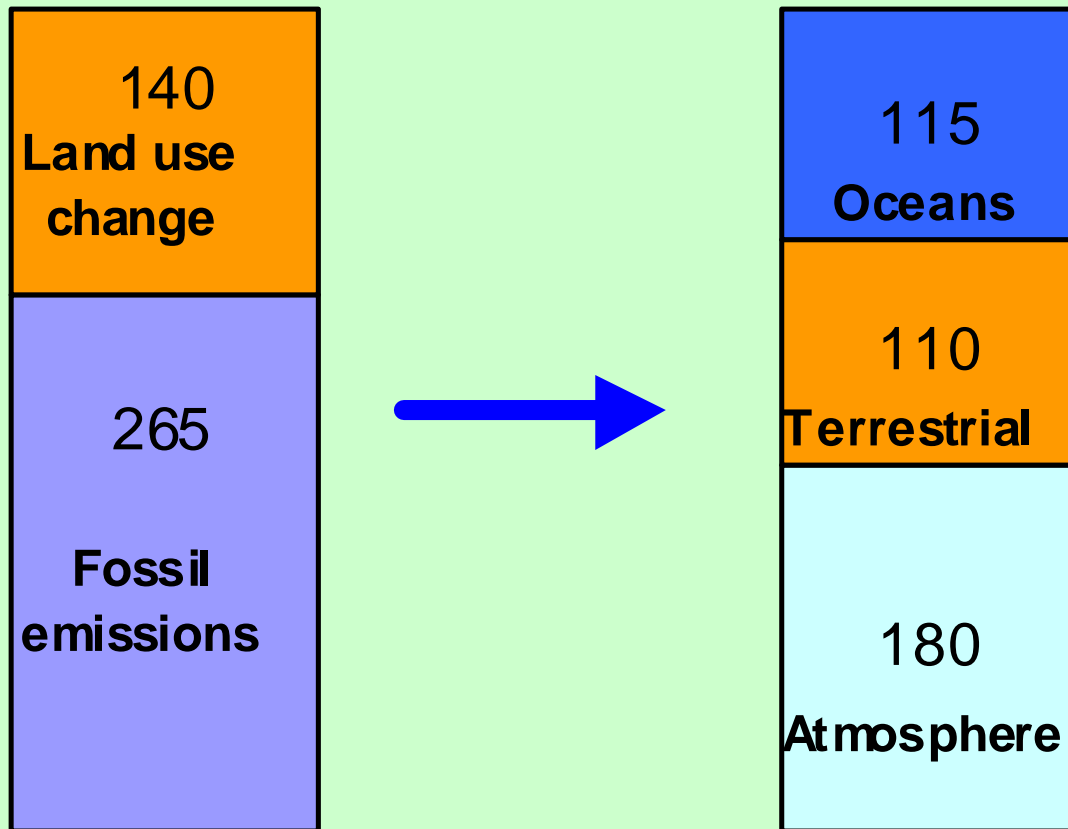 140
Land use
change
265
Fossil
emissions
115
Oceans
110
Terrestrial
180
Atmosphere